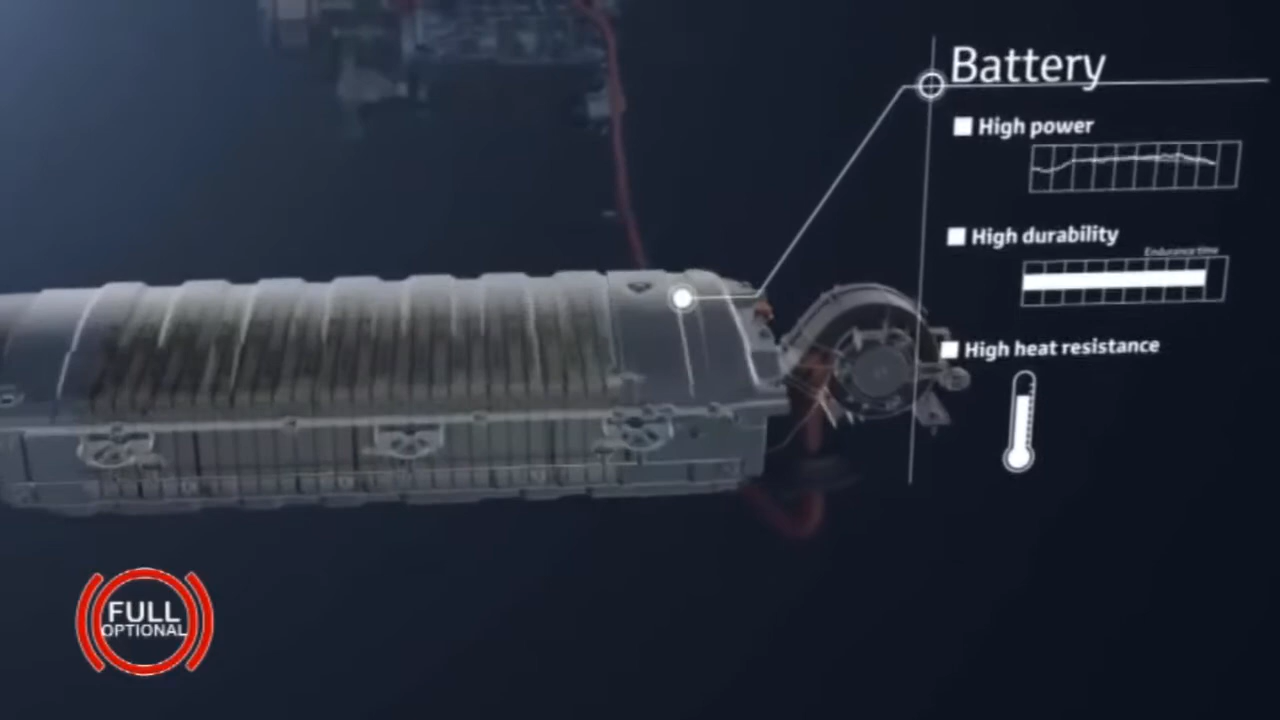 Battery
High power
High durability
Endurance time
High heat resistance
FULL
OPTIONAL